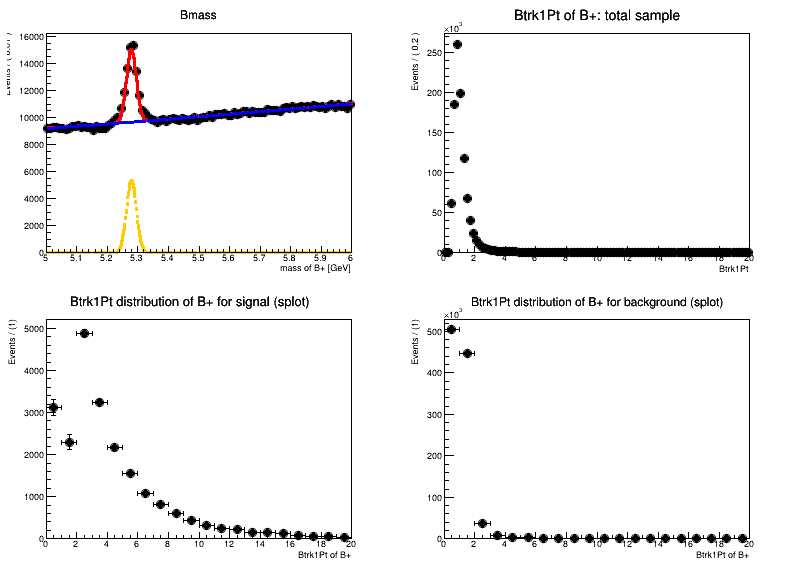 Bmass
Events / ( 0.01 )
16000
14000
12000
10000
8000
6000
4000
2000
0
5 5.1 5.2 5.3 5.4 5.5 5.6 5.7 5.8 5.9 6
mass of B+ [GeV]
Btrk1Pt of B+: total sample
×10³
Events / ( 0.2 )
250
200
150
100
50
0
0 2 4 6 8 10 12 14 16 18 20
Btrk1Pt
Btrk1Pt distribution of B+ for signal (splot)
Events / (1)
5000
4000
3000
2000
1000
0
0 2 4 6 8 10 12 14 16 18 20
Btrk1Pt of B+
Btrk1Pt distribution of B+ for background (splot)
×10³
Events / (1)
500
400
300
200
100
0
0 2 4 6 8 10 12 14 16 18 20
Btrk1Pt of B+